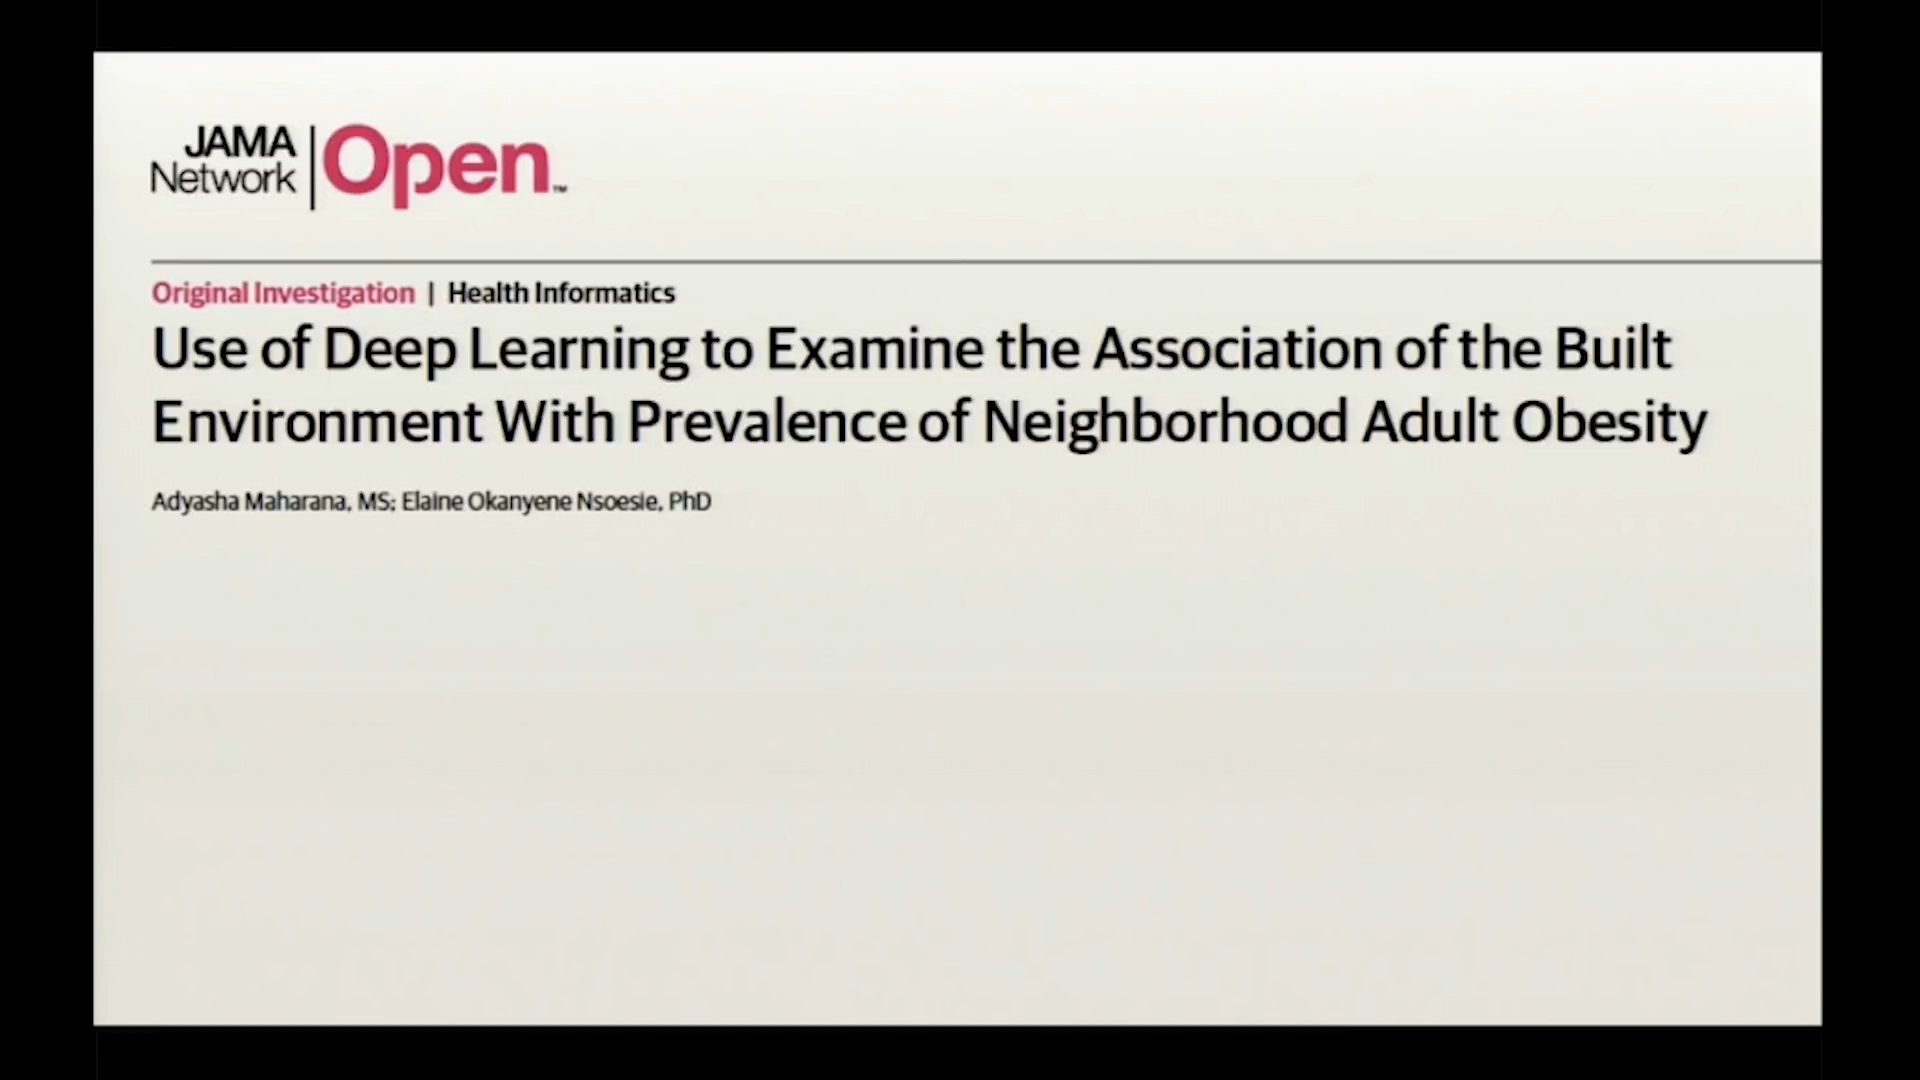 JAMA
Network
Open™
Original Investigation | Health Informatics
Use of Deep Learning to Examine the Association of the Built
Environment With Prevalence of Neighborhood Adult Obesity
Adyasha Maharana, MS; Elaine Okanyene Nsoesie, PhD